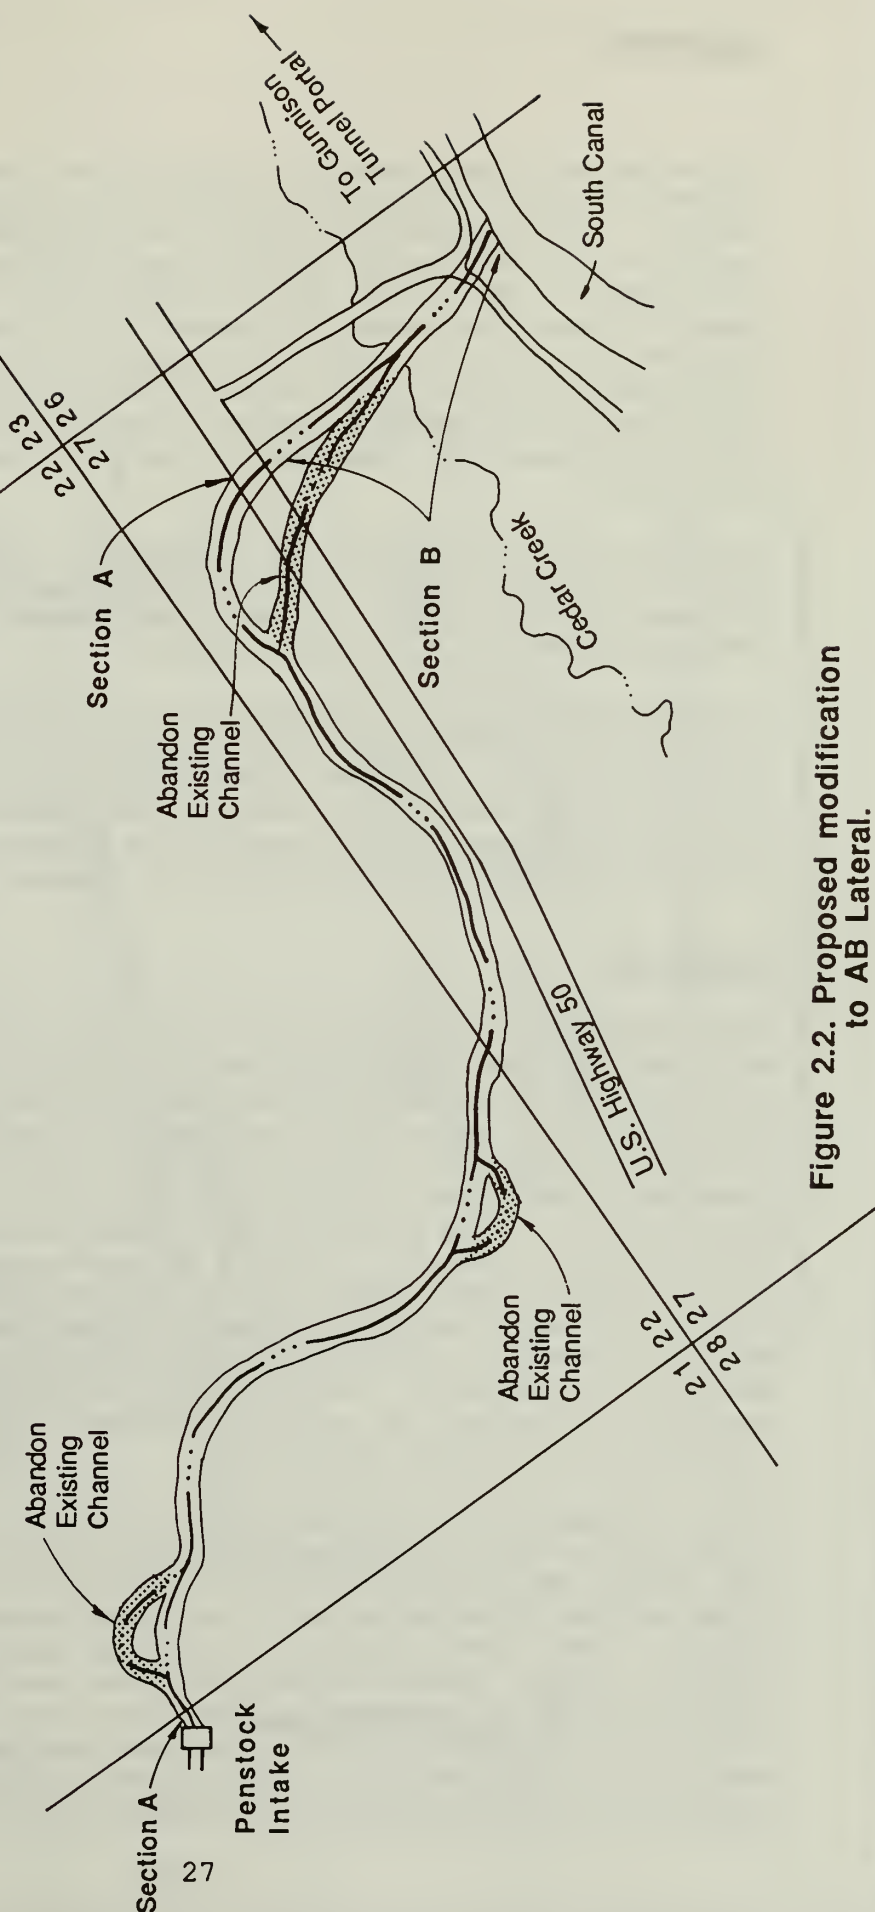 Section A
27
Penstock
Intake
Abandon
Existing
Channel
Abandon
Existing
Channel
21 22
28 27
U.S. Highway 50
Abandon
Existing
Channel
Section A
Section B
22 23
27 26
Cedar Creek
To Gunnison
Tunnel Portal
South Canal
Figure 2.2. Proposed modification
to AB Lateral.